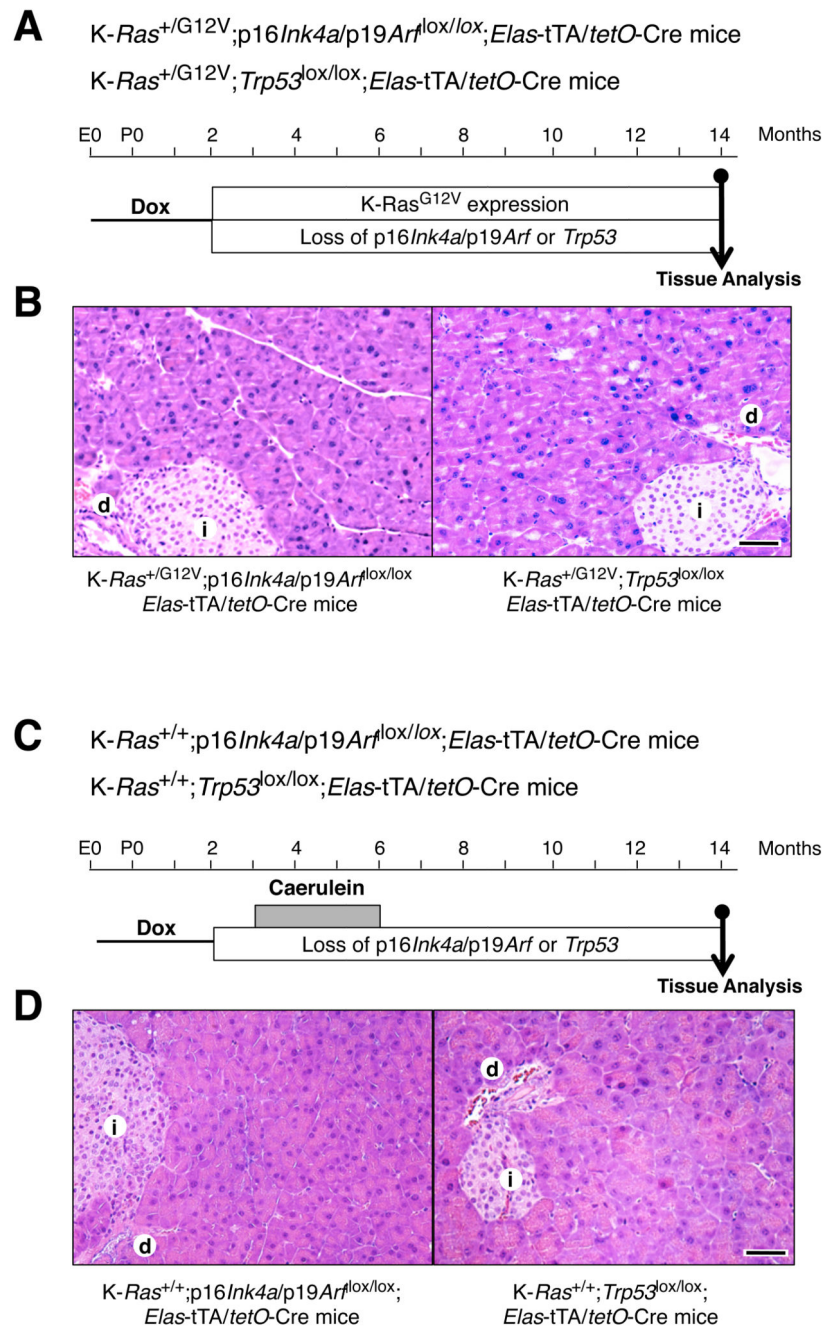 A
K-Ras+/G12V;p16Ink4a/p19Arflox/lox;Elas-tTA/tetO-Cre mice
K-Ras+/G12V;Trp53lox/lox;Elas-tTA/tetO-Cre mice
E0 P0 2 4 6 8 10 12 14 Months
Dox
K-RasG12V expression
Loss of p16Ink4a/p19Arf or Trp53
Tissue Analysis
B
d
i
d
i
K-Ras+/G12V;p16Ink4a/p19Arflox/lox
Elas-tTA/tetO-Cre mice
K-Ras+/G12V;Trp53lox/lox
Elas-tTA/tetO-Cre mice
C
K-Ras+/+;p16Ink4a/p19Arflox/lox;Elas-tTA/tetO-Cre mice
K-Ras+/+;Trp53lox/lox;Elas-tTA/tetO-Cre mice
E0 P0 2 4 6 8 10 12 14 Months
Caerulein
Dox
Loss of p16Ink4a/p19Arf or Trp53
Tissue Analysis
D
i
d
d
i
K-Ras+/+;p16Ink4a/p19Arflox/lox;
Elas-tTA/tetO-Cre mice
K-Ras+/+;Trp53lox/lox;
Elas-tTA/tetO-Cre mice